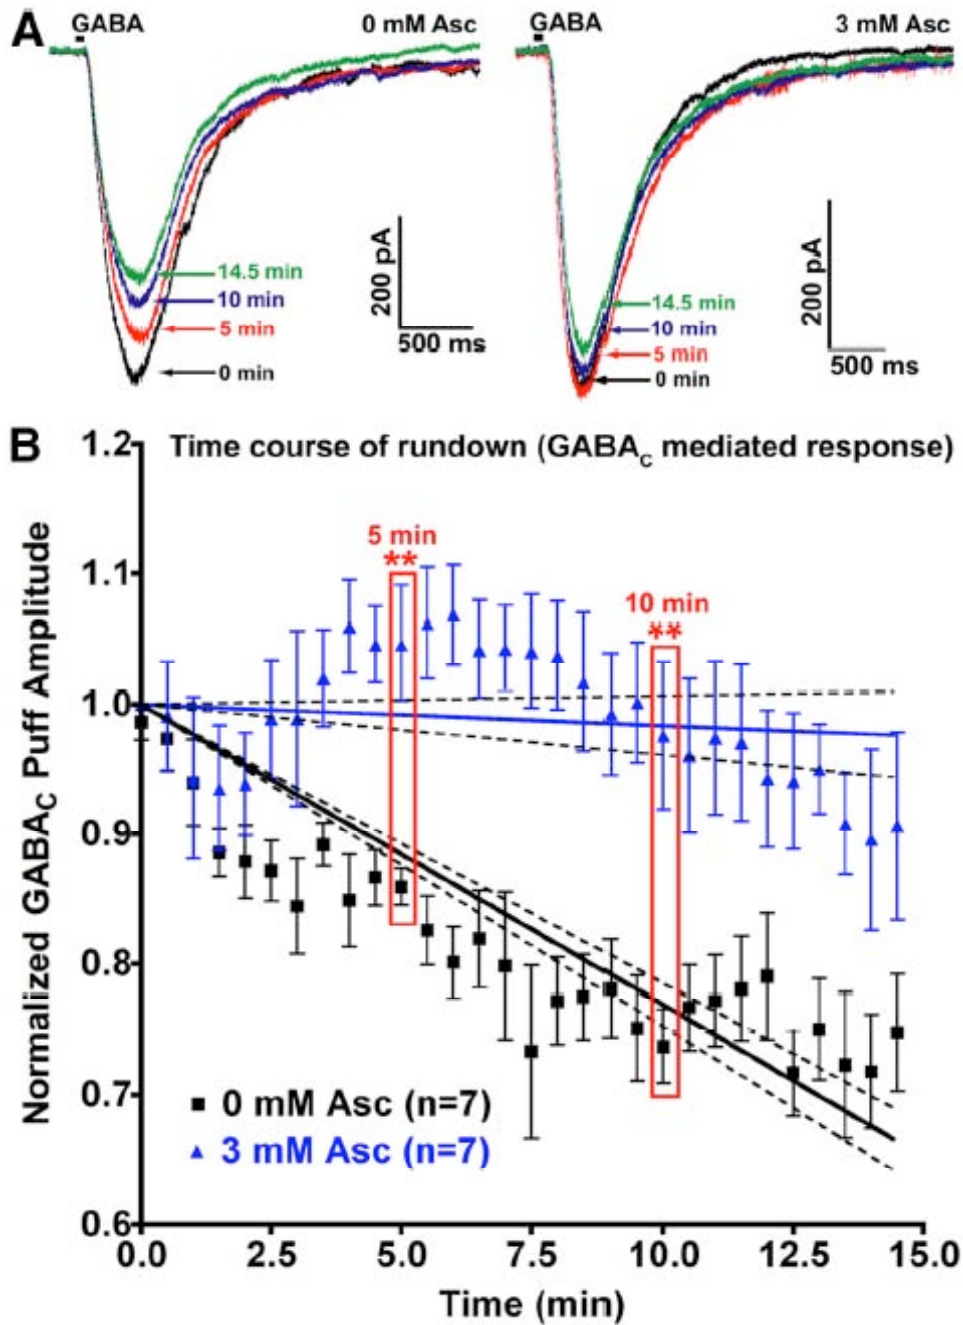 A
GABA 0 mM Asc
14.5 min
10 min
5 min
0 min
200 pA
500 ms
GABA 3 mM Asc
14.5 min
10 min
5 min
0 min
200 pA
500 ms
B
Time course of rundown (GABAC mediated response)
Normalized GABAC Puff Amplitude
1.2
1.1
1.0
0.9
0.8
0.7
0.6
5 min
**
10 min
**
0 mM Asc (n=7)
3 mM Asc (n=7)
0.0 2.5 5.0 7.5 10.0 12.5 15.0
Time (min)